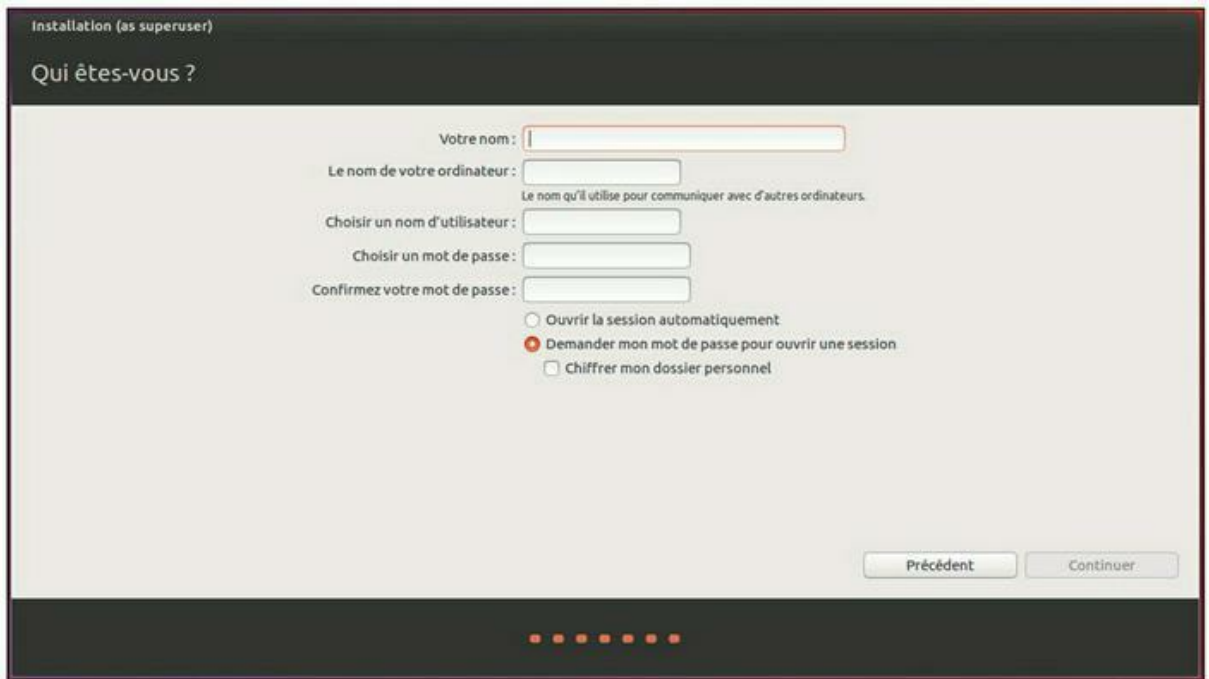 Installation (as superuser)
Qui êtes-vous ?
Votre nom :
Le nom de votre ordinateur :
Le nom qu'il utilise pour communiquer avec d'autres ordinateurs.
Choisir un nom d'utilisateur :
Choisir un mot de passe :
Confirmez votre mot de passe :
Ouvrir la session automatiquement
Demander mon mot de passe pour ouvrir une session
Chiffrer mon dossier personnel
Précédent Continuer